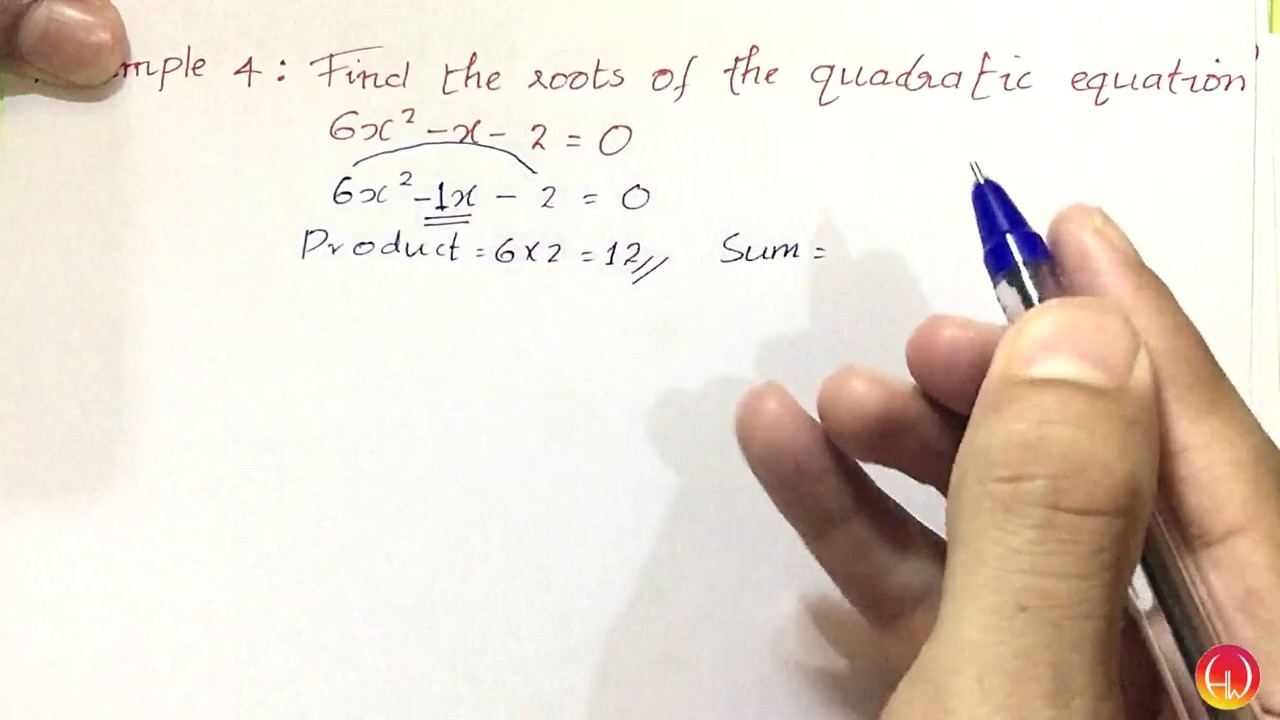 4 : Find the roots of the quadratic equation
6x² - x - 2 = 0
6x² - 1x - 2 = 0
Product = 6 x 2 = 12 // Sum =